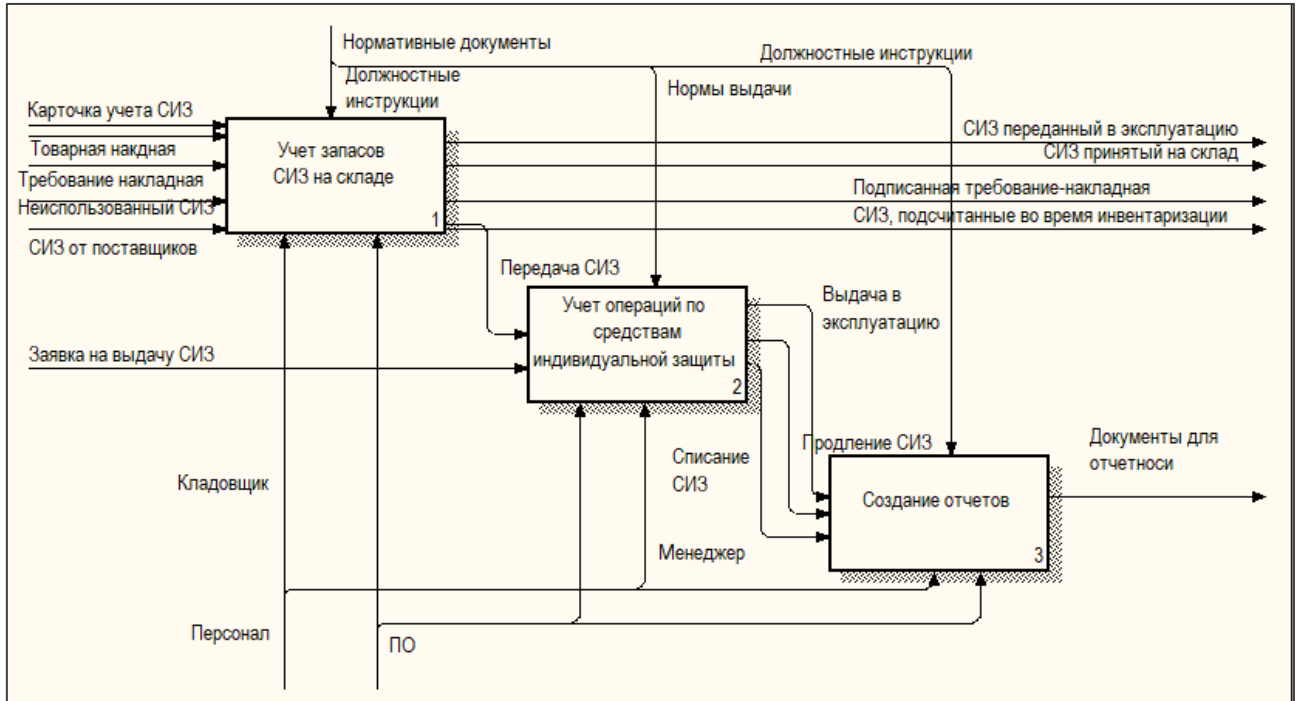 Нормативные документы
Должностные инструкции
Должностные
инструкции
Нормы выдачи
Карточка учета СИЗ
Товарная накдная
Требование накладная
Неиспользованный СИЗ
СИЗ от поставщиков
Учет запасов
СИЗ на складе
1
СИЗ переданный в эксплуатацию
СИЗ принятый на склад
Подписанная требование-накладная
СИЗ, подсчитанные во время инвентаризации
Передача СИЗ
Учет операций по
средствам
индивидуальной защиты
2
Выдача в
эксплуатацию
Заявка на выдачу СИЗ
Продление СИЗ
Документы для
отчетноси
Списание
СИЗ
Кладовщик
Создание отчетов
3
Менеджер
Персонал
ПО